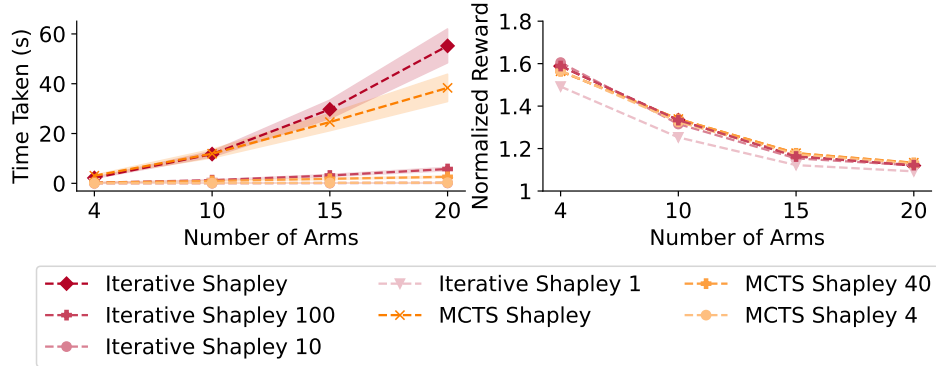 Time Taken (s)
60
40
20
0
4 10 15 20
Number of Arms
Normalized Reward
1.8
1.6
1.4
1.2
1
4 10 15 20
Number of Arms
Iterative Shapley
Iterative Shapley 100
Iterative Shapley 10
Iterative Shapley 1
MCTS Shapley
MCTS Shapley 40
MCTS Shapley 4